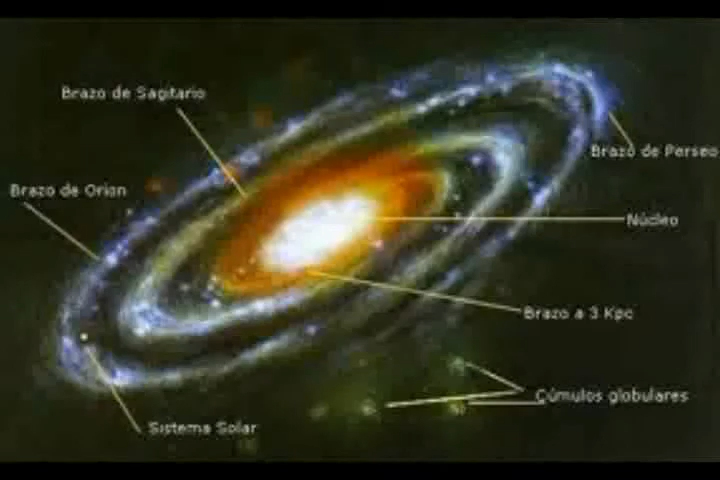 Brazo de Sagitario
Brazo de Perseo
Brazo de Orion
Núcleo
Brazo a 3 Kpc
Cúmulos globulares
Sistema Solar